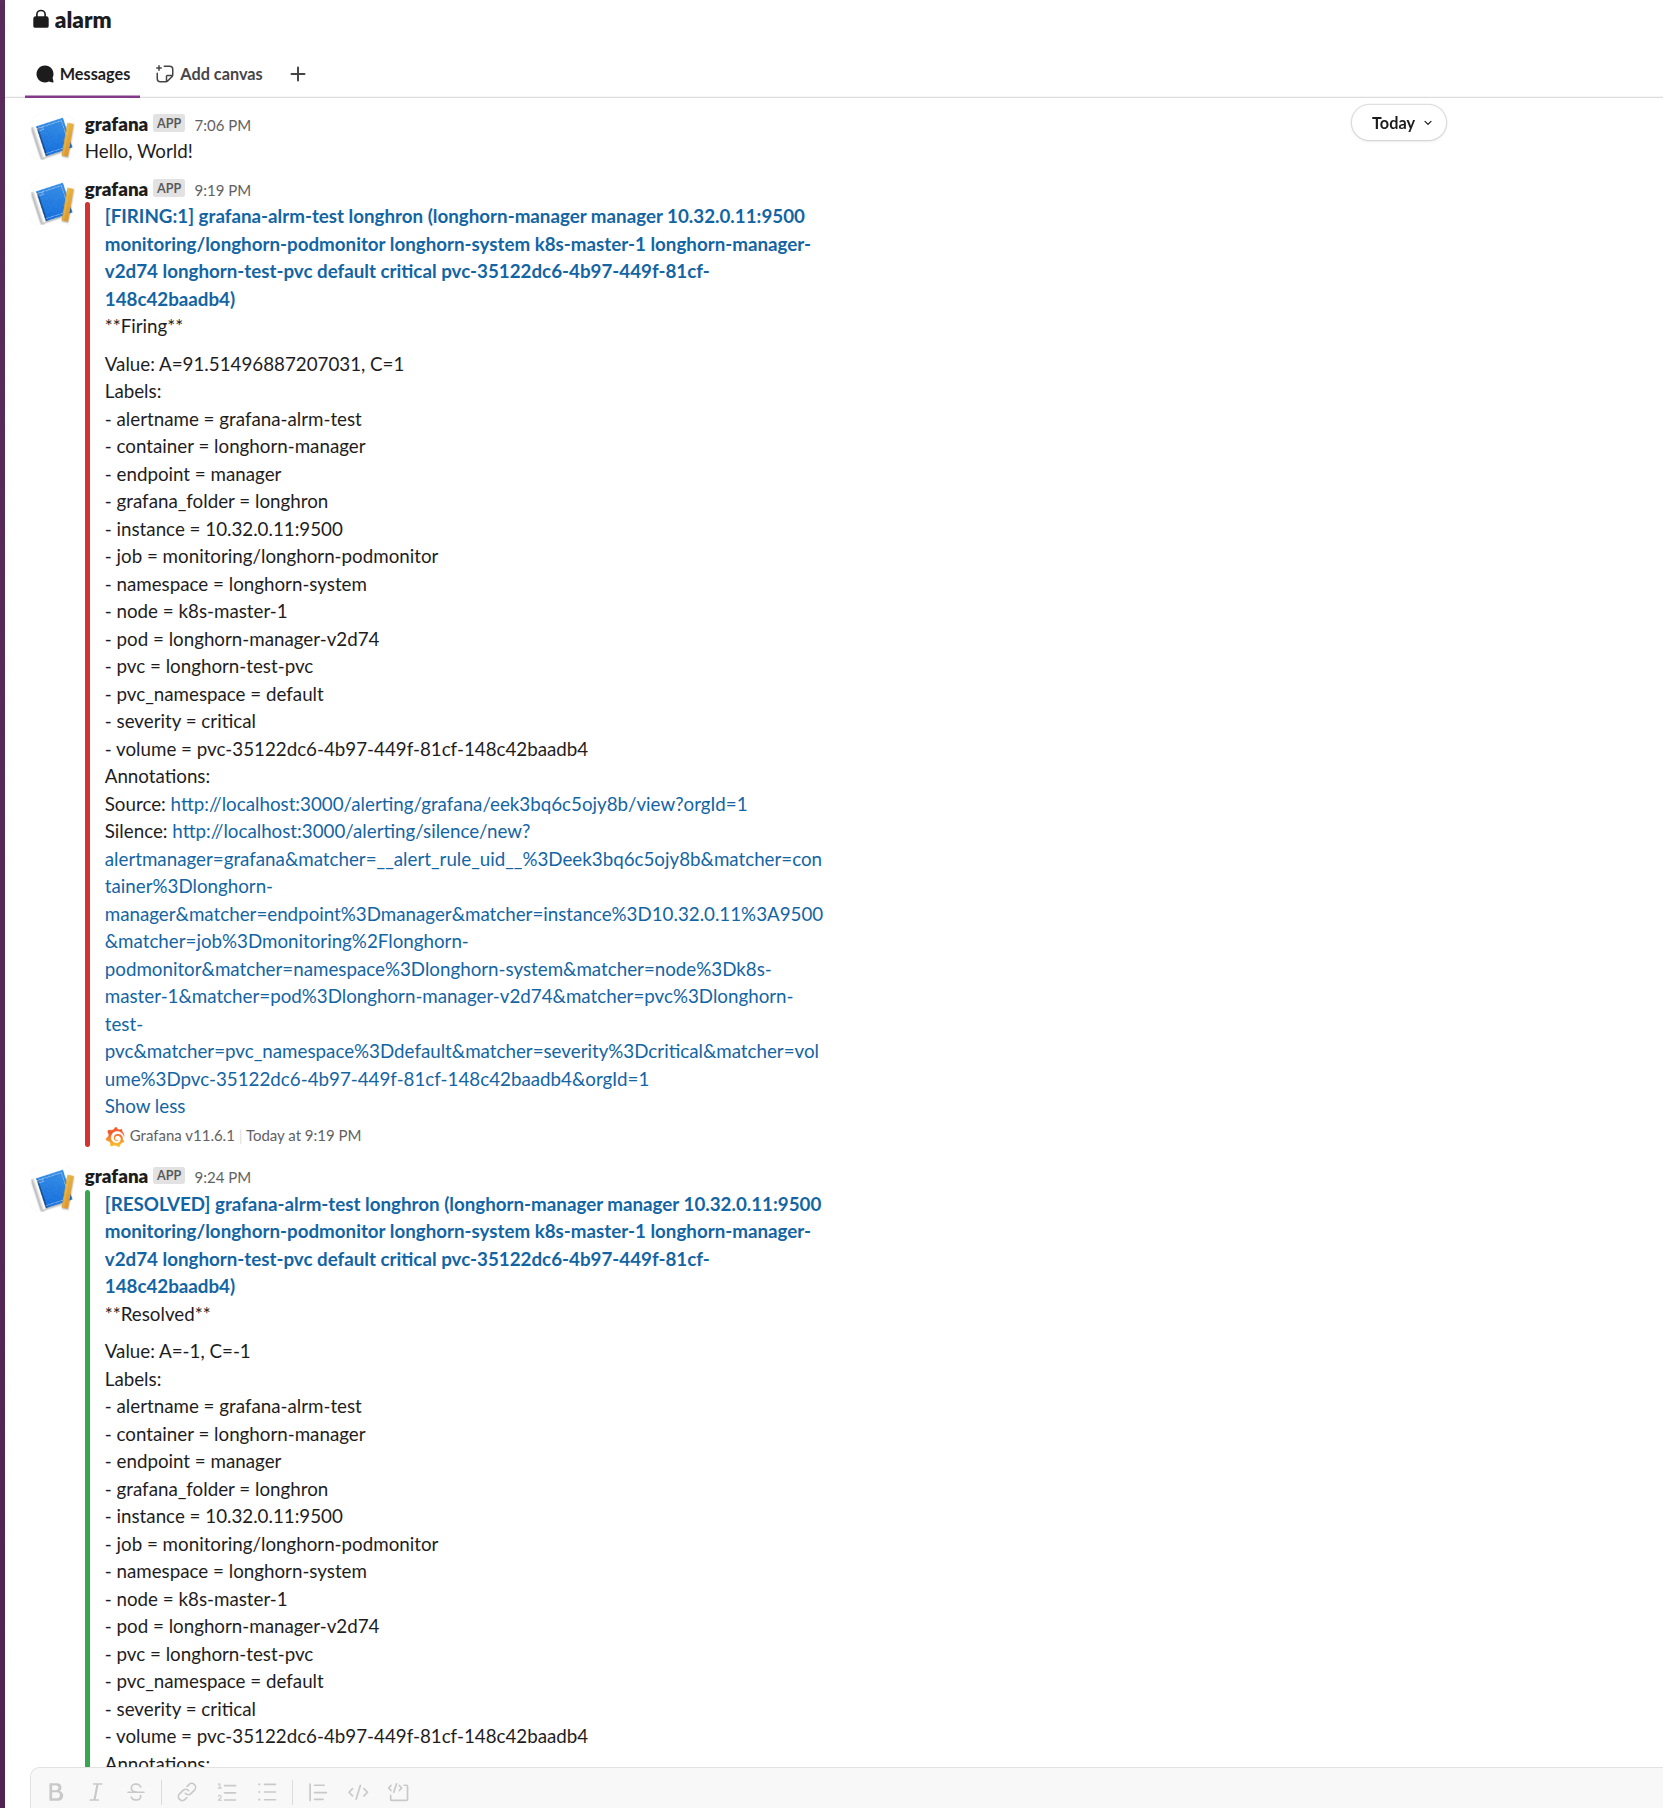 alarm
Messages Add canvas +
Today
grafana APP 7:06 PM
Hello, World!
grafana APP 9:19 PM
[FIRING:1] grafana-alrm-test longhron (longhorn-manager manager 10.32.0.11:9500
monitoring/longhorn-podmonitor longhorn-system k8s-master-1 longhorn-manager-
v2d74 longhorn-test-pvc default critical pvc-35122dc6-4b97-449f-81cf-
148c42baadb4)
**Firing**
Value: A=91.51496887207031, C=1
Labels:
- alertname = grafana-alrm-test
- container = longhorn-manager
- endpoint = manager
- grafana_folder = longhron
- instance = 10.32.0.11:9500
- job = monitoring/longhorn-podmonitor
- namespace = longhorn-system
- node = k8s-master-1
- pod = longhorn-manager-v2d74
- pvc = longhorn-test-pvc
- pvc_namespace = default
- severity = critical
- volume = pvc-35122dc6-4b97-449f-81cf-148c42baadb4
Annotations:
Source: http://localhost:3000/alerting/grafana/eek3bq6c5ojy8b/view?orgId=1
Silence: http://localhost:3000/alerting/silence/new?
alertmanager=grafana&matcher=__alert_rule_uid__%3Deek3bq6c5ojy8b&matcher=con
tainer%3Dlonghorn-
manager&matcher=endpoint%3Dmanager&matcher=instance%3D10.32.0.11%3A9500
&matcher=job%3Dmonitoring%2Flonghorn-
podmonitor&matcher=namespace%3Dlonghorn-system&matcher=node%3Dk8s-
master-1&matcher=pod%3Dlonghorn-manager-v2d74&matcher=pvc%3Dlonghorn-
test-
pvc&matcher=pvc_namespace%3Ddefault&matcher=severity%3Dcritical&matcher=vol
ume%3Dpvc-35122dc6-4b97-449f-81cf-148c42baadb4&orgId=1
Show less
Grafana v11.6.1 | Today at 9:19 PM
grafana APP 9:24 PM
[RESOLVED] grafana-alrm-test longhron (longhorn-manager manager 10.32.0.11:9500
monitoring/longhorn-podmonitor longhorn-system k8s-master-1 longhorn-manager-
v2d74 longhorn-test-pvc default critical pvc-35122dc6-4b97-449f-81cf-
148c42baadb4)
**Resolved**
Value: A=-1, C=-1
Labels:
- alertname = grafana-alrm-test
- container = longhorn-manager
- endpoint = manager
- grafana_folder = longhron
- instance = 10.32.0.11:9500
- job = monitoring/longhorn-podmonitor
- namespace = longhorn-system
- node = k8s-master-1
- pod = longhorn-manager-v2d74
- pvc = longhorn-test-pvc
- pvc_namespace = default
- severity = critical
- volume = pvc-35122dc6-4b97-449f-81cf-148c42baadb4
Annotations: